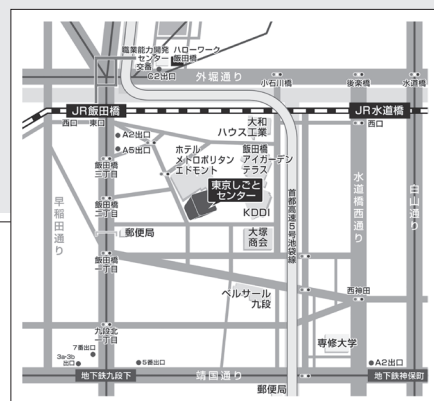 職業能力開発
センター
ハローワーク
飯田橋
交番
C2出口
外堀通り
小石川橋
後楽橋
水道橋
JR飯田橋
JR水道橋
西口
東口
A2出口
A5出口
大和
ハウス工業
西口
飯田橋
三丁目
ホテル
メトロポリタン
エドモント
飯田橋
アイガーデン
テラス
東京しごと
センター
KDDI
飯田橋
二丁目
早稲田通り
郵便局
大塚
商会
首都高速5号池袋線
水道橋西通り
白山通り
飯田橋
一丁目
ベルサール
九段
西神田
九段北
一丁目
専修大学
7番出口
3a·3b
出口
5番出口
A2出口
地下鉄九段下
靖国通り
地下鉄神保町
郵便局